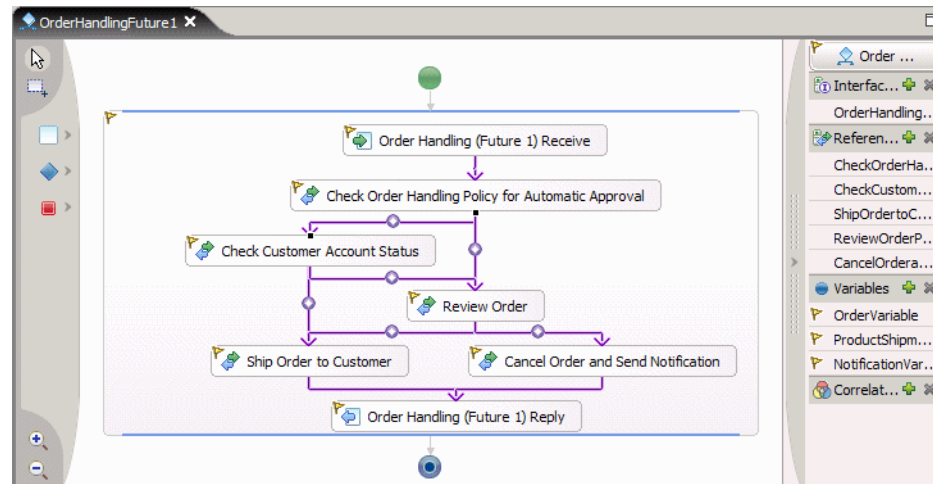 OrderHandlingFuture1
Order Handling (Future 1) Receive
Check Order Handling Policy for Automatic Approval
Check Customer Account Status
Review Order
Ship Order to Customer
Cancel Order and Send Notification
Order Handling (Future 1) Reply
Order ...
Interfac...
OrderHandling...
Referen...
CheckOrderHa...
CheckCustom...
ShipOrdertoC...
ReviewOrderP...
CancelOrdera...
Variables
OrderVariable
ProductShipm...
NotificationVar...
Correlat...